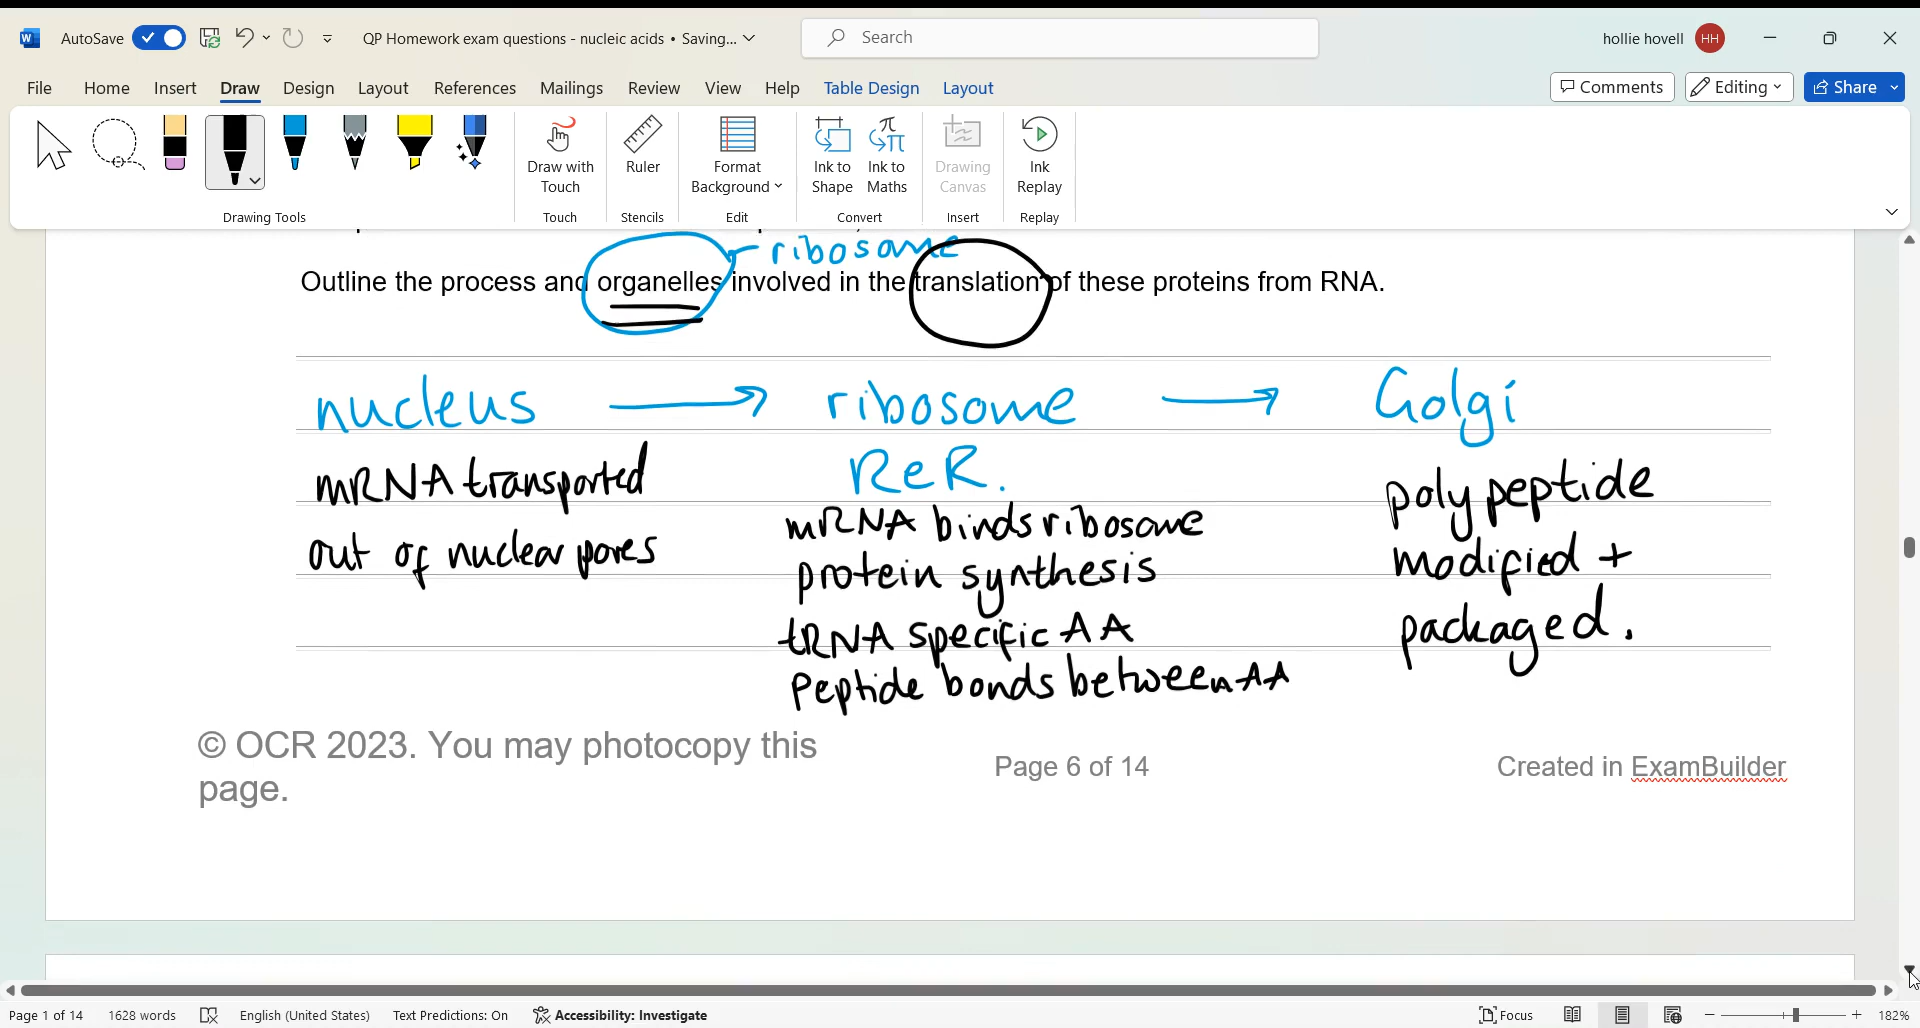 AutoSave
QP Homework exam questions - nucleic acids • Saving...
Search
hollie hovell HH
File Home Insert Draw Design Layout References Mailings Review View Help Table Design Layout
Comments Editing Share
Draw with Touch
Ruler
Format Background
Ink to Shape
Ink to Maths
Drawing Canvas
Ink Replay
Drawing Tools Touch Stencils Edit Convert Insert Replay
ribosome
Outline the process and organelles involved in the translation of these proteins from RNA.
nucleus → ribosome → Golgi
RER.
mRNA transported
out of nuclear pores
mRNA binds ribosome
protein synthesis
tRNA specific AA
Peptide bonds between AA
polypeptide
modified +
packaged.
© OCR 2023. You may photocopy this
page.
Page 6 of 14
Created in ExamBuilder
Page 1 of 14 1628 words English (United States) Text Predictions: On Accessibility: Investigate Focus 182%